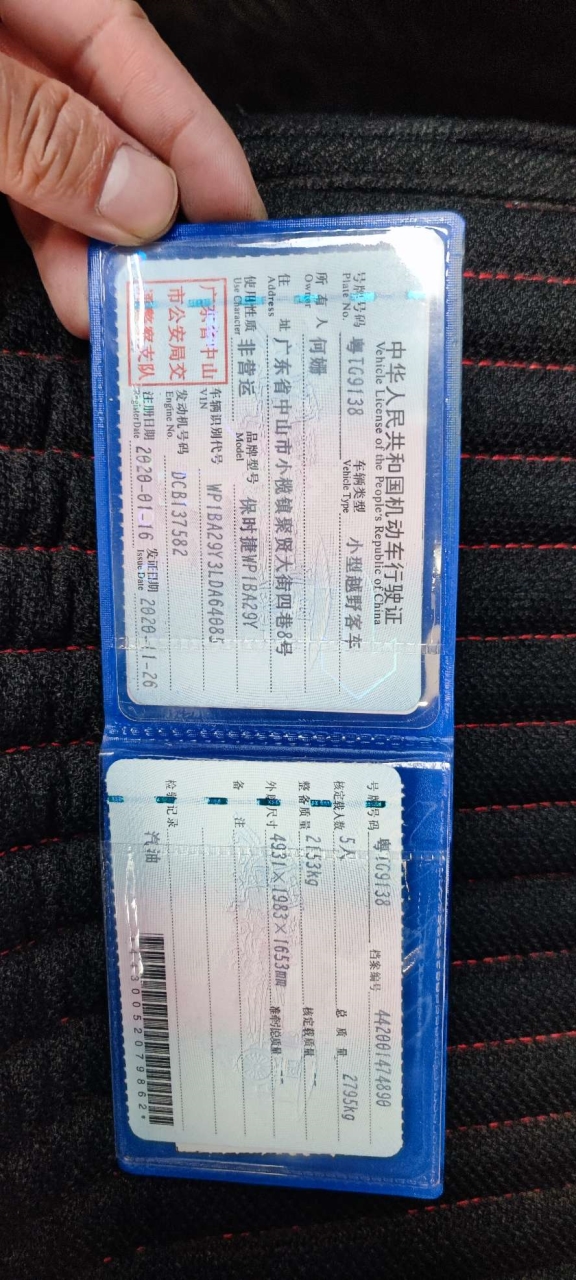 中华人民共和国机动车行驶证
Vehicle License of the People's Republic of China
号牌号码 粤TG9138 车辆类型 小型越野客车
Plate No. Vehicle Type
所有人 何姗
Owner
住址 广东省中山市小榄镇聚贤大街四巷8号
Address
使用性质 非营运 品牌型号 保时捷WP1BA29Y
Use Character Model
广东省中山
市公安局交
通警察支队
车辆识别代号 WP1BA29Y3LDA64085
VIN
发动机号码 DCB137582
Engine No.
注册日期 2020-01-16 发证日期 2020-11-26
Register Date Issue Date
号牌号码 粤TG9138 档案编号 442001474890
核定载人数 5人 总质量 2795kg
整备质量 2153kg 核定载质量 --
外廓尺寸 4931×1983×1653mm 准牵引总质量 --
备注
检验记录 汽油